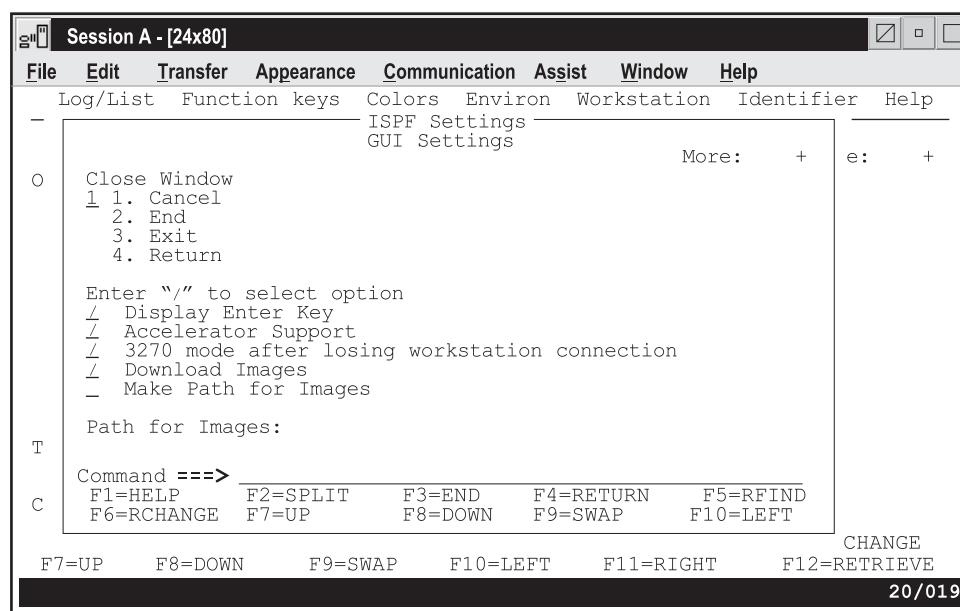 Session A - [24x80]
File Edit Transfer Appearance Communication Assist Window Help
Log/List Function keys Colors Environ Workstation Identifier Help
ISPF Settings
GUI Settings
More: + e: +
O Close Window
1 1. Cancel
2. End
3. Exit
4. Return
Enter “/” to select option
/ Display Enter Key
/ Accelerator Support
/ 3270 mode after losing workstation connection
/ Download Images
_ Make Path for Images
Path for Images:
T
Command ===>
F1=HELP F2=SPLIT F3=END F4=RETURN F5=RFIND
C F6=RCHANGE F7=UP F8=DOWN F9=SWAP F10=LEFT
CHANGE
F7=UP F8=DOWN F9=SWAP F10=LEFT F11=RIGHT F12=RETRIEVE
20/019